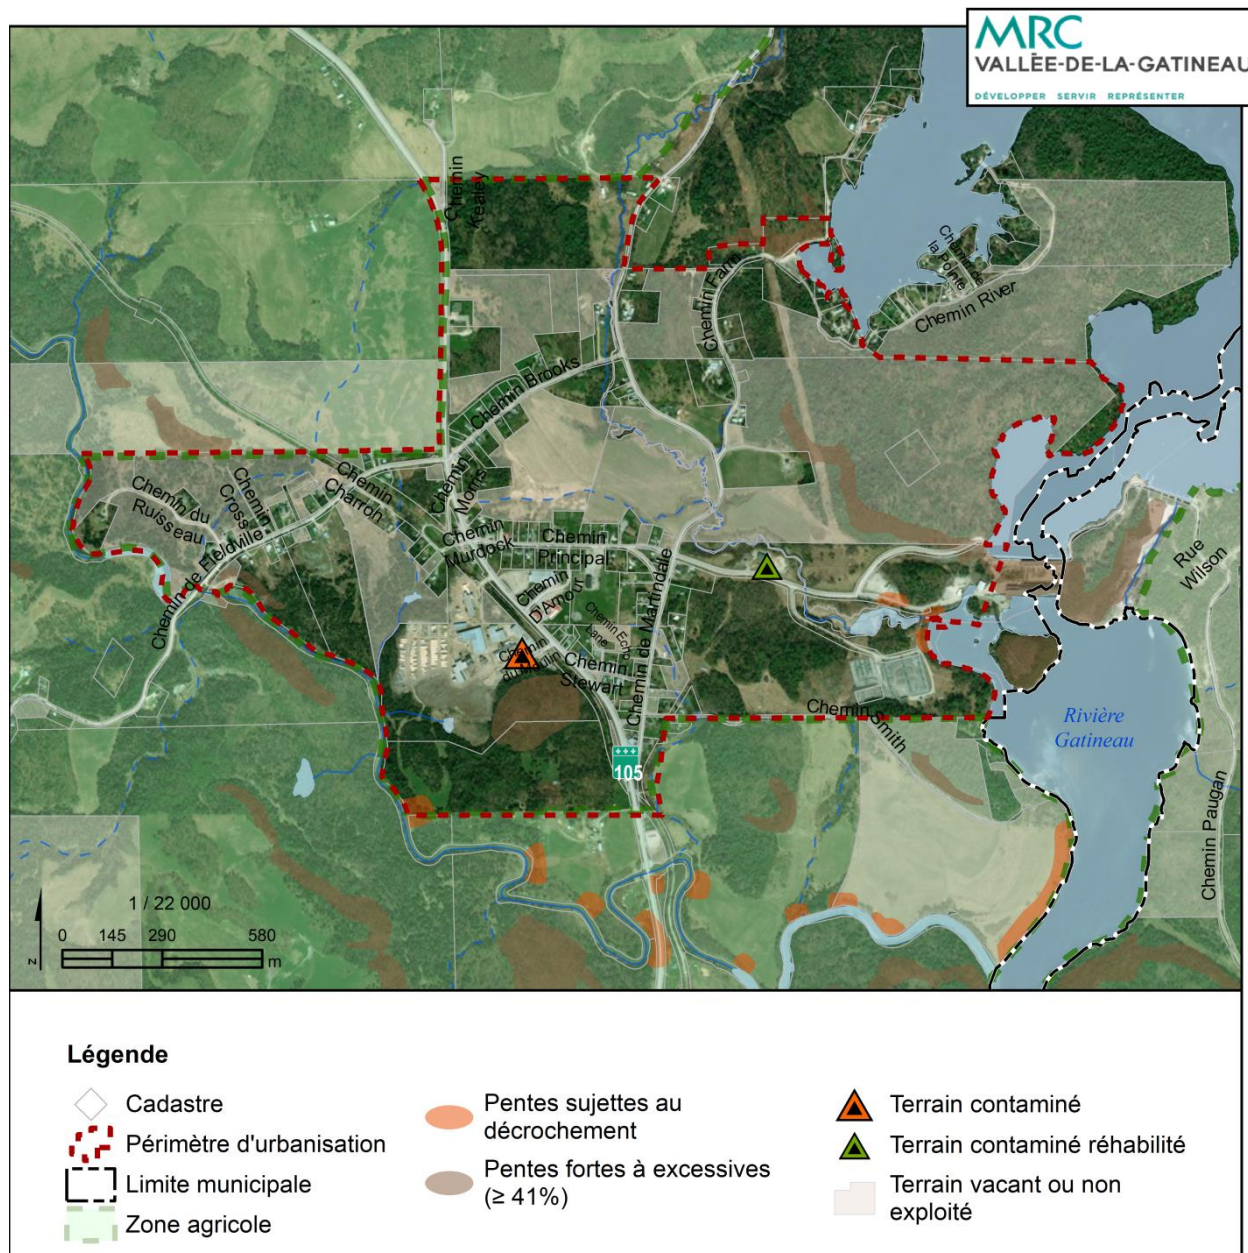 MRC
VALLÉE-DE-LA-GATINEAU
DÉVELOPPER SERVIR REPRÉSENTER
Chemin
Kealey
Chemin de
la Pointe
Chemin River
Chemin Farm
Chemin Brooks
Chemin
Morris
Chemin
Charron
Chemin
Cross
Chemin du
Ruisseau
Chemin de Fieldville
Chemin
Murdock
Chemin
Principal
Chemin
D'Amour
Chemin Echo
Lane
Chemin de Martindale
Chemin
du Moulin
Chemin
Stewart
Chemin Smith
Rue
Wilson
Rivière
Gatineau
Chemin Paugan
105
1 / 22 000
0 145 290 580
m
N
Légende
Cadastre
Périmètre d'urbanisation
Limite municipale
Zone agricole
Pentes sujettes au
décrochement
Pentes fortes à excessives
(≥ 41%)
Terrain contaminé
Terrain contaminé réhabilité
Terrain vacant ou non
exploité